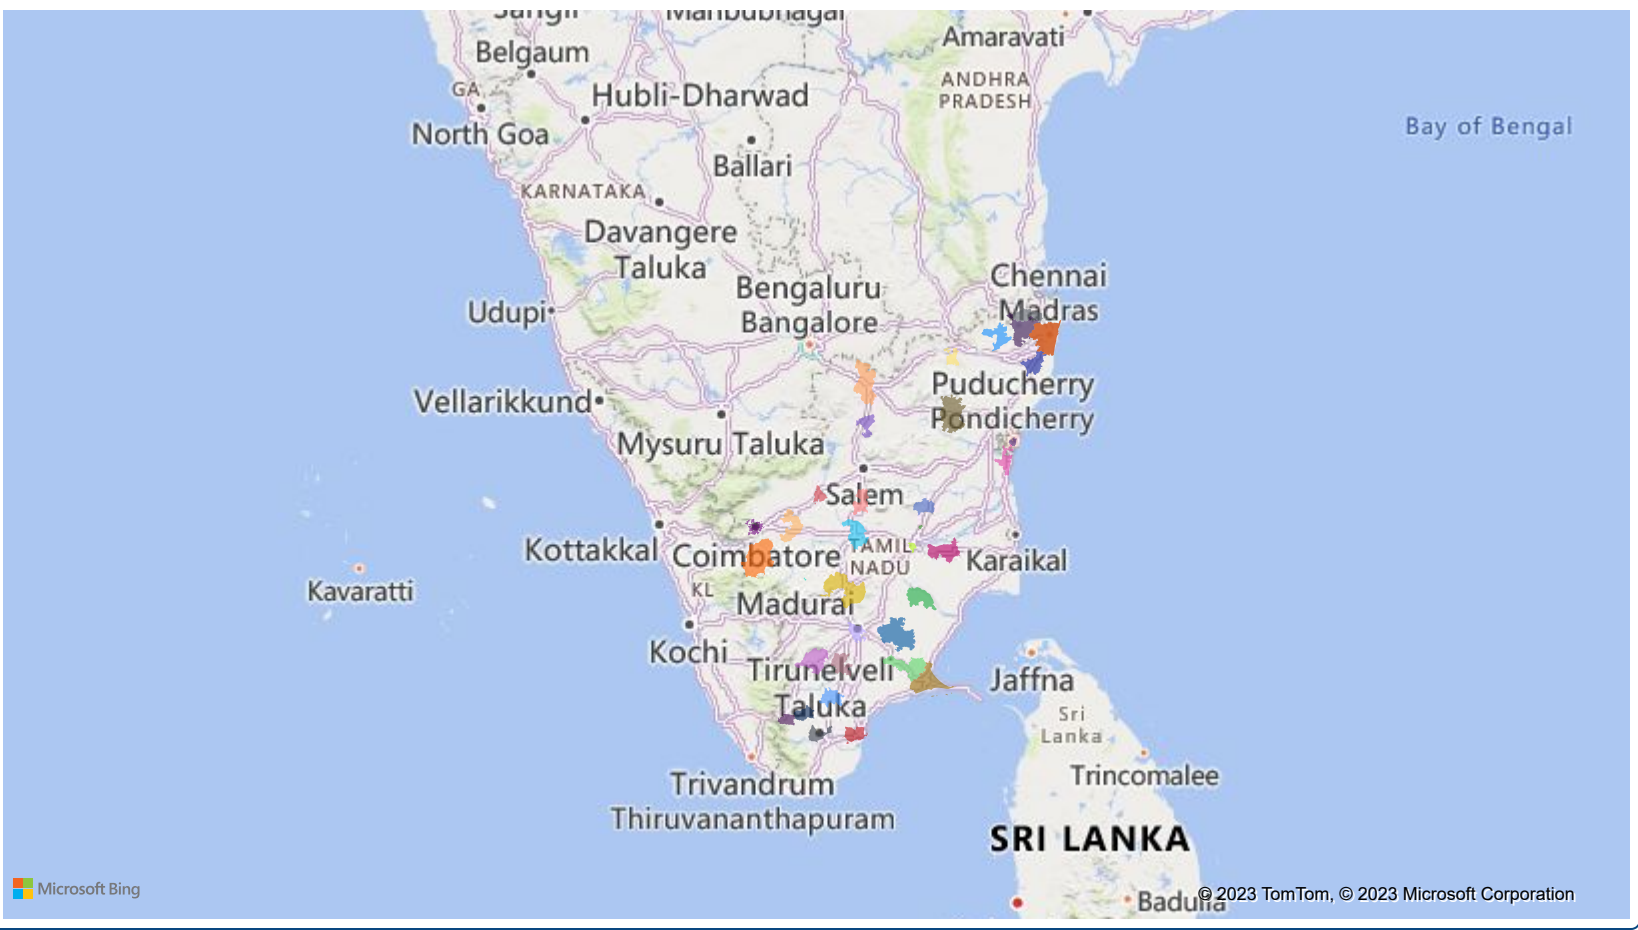 Amaravati
Belgaum
ANDHRA
PRADESH
GA
Hubli-Dharwad
North Goa
Bay of Bengal
Ballari
KARNATAKA
Davangere
Taluka
Chennai
Madras
Bengaluru
Bangalore
Udupi
Puducherry
Pondicherry
Vellarikkund
Mysuru Taluka
Salem
Kottakkal
Coimbatore
TAMIL
NADU
Karaikal
Kavaratti
KL
Madurai
Kochi
Tirunelveli
Taluka
Jaffna
Sri
Lanka
Trincomalee
Trivandrum
Thiruvananthapuram
SRI LANKA
Microsoft Bing
© 2023 TomTom, © 2023 Microsoft Corporation
Badulla